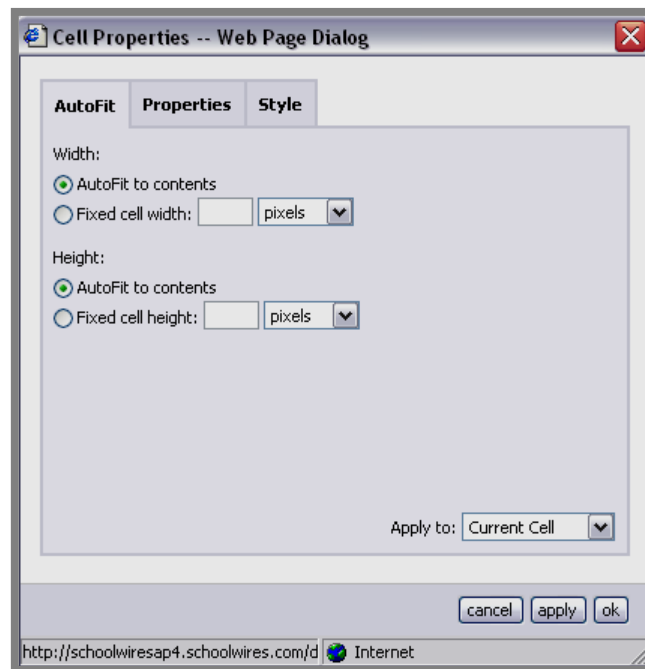 Cell Properties -- Web Page Dialog
AutoFit Properties Style
Width:
AutoFit to contents
Fixed cell width: pixels
Height:
AutoFit to contents
Fixed cell height: pixels
Apply to: Current Cell
cancel apply ok
http://schoolwiresap4.schoolwires.com/d Internet